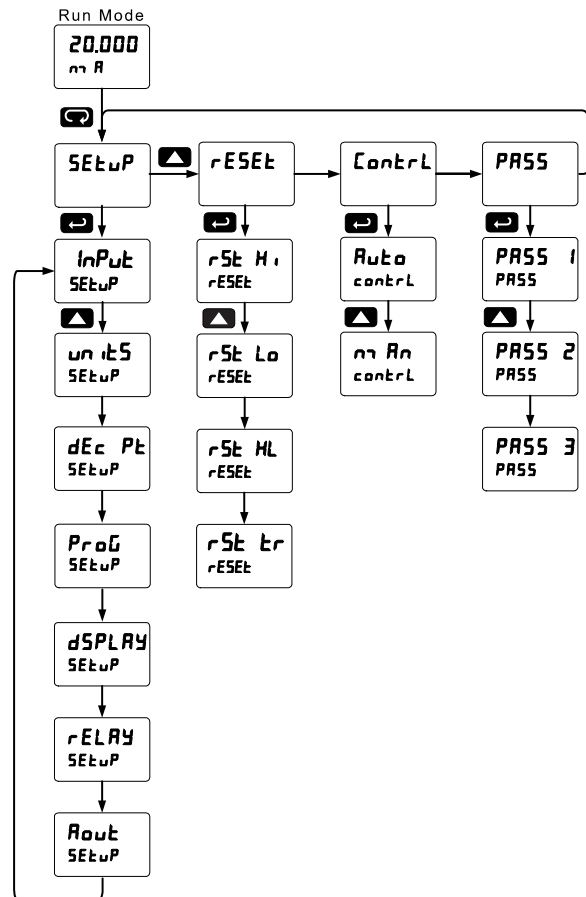 Run Mode
20.000
mA
SEtuP
rESEt
ContrL
PASS
InPut
SEtuP
unitS
SEtuP
dEc Pt
SEtuP
ProG
SEtuP
dSPLAY
SEtuP
rELAY
SEtuP
Aout
SEtuP
rSt Hi
rESEt
rSt Lo
rESEt
rSt HL
rESEt
rSt tr
rESEt
Auto
contrL
mAn
contrL
PASS 1
PASS
PASS 2
PASS
PASS 3
PASS